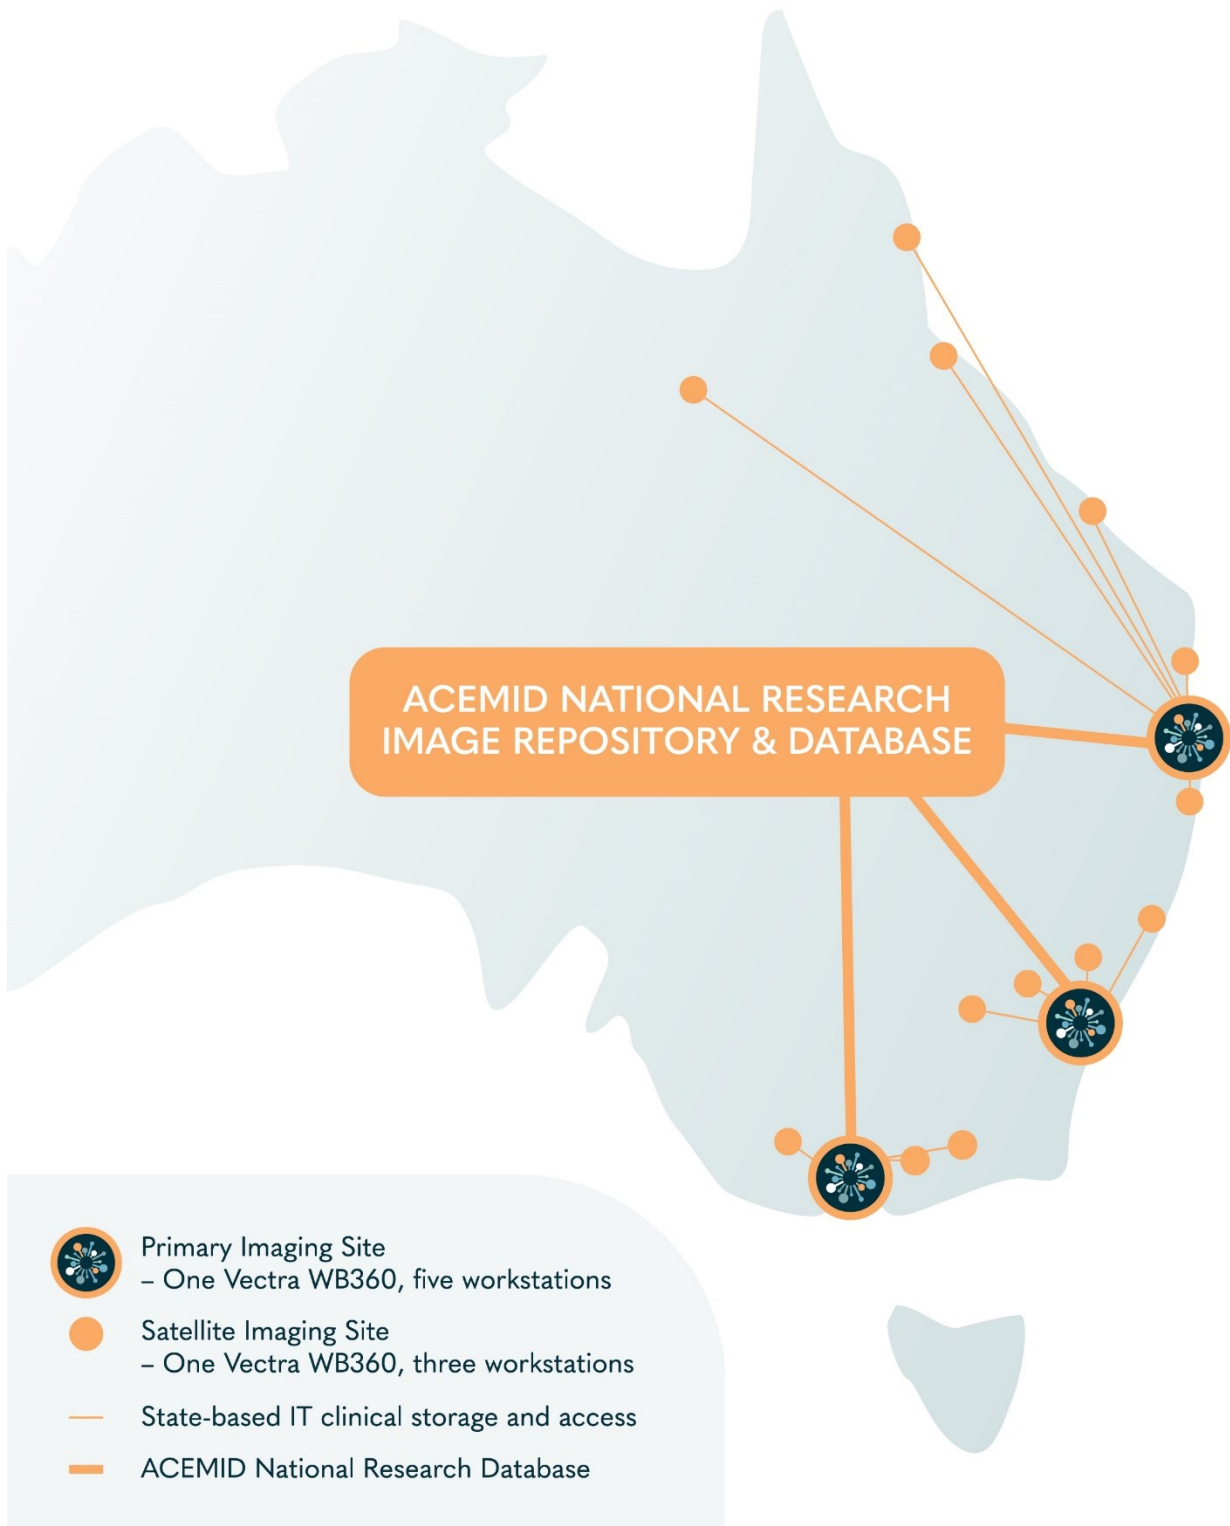 ACEMID NATIONAL RESEARCH
IMAGE REPOSITORY & DATABASE
Primary Imaging Site
– One Vectra WB360, five workstations
Satellite Imaging Site
– One Vectra WB360, three workstations
State-based IT clinical storage and access
ACEMID National Research Database